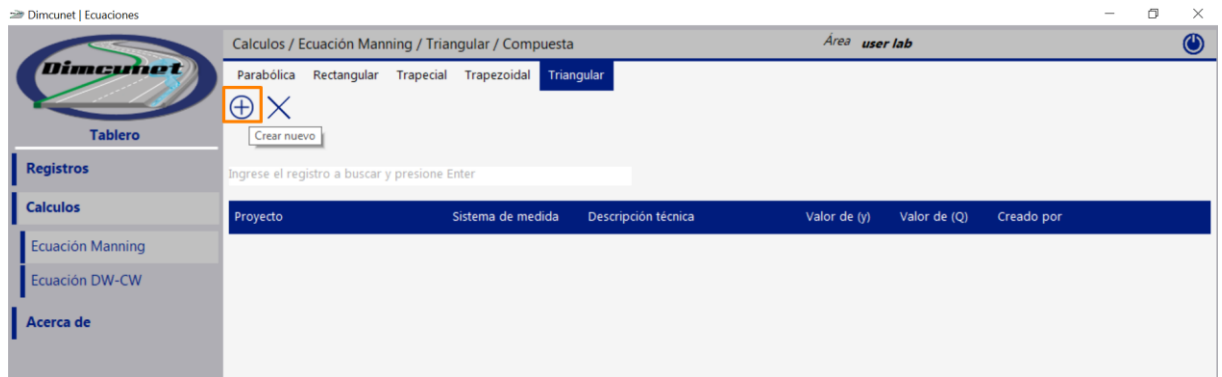 Dimcunet | Ecuaciones
Dimcunet
Tablero
Registros
Calculos
Ecuación Manning
Ecuación DW-CW
Acerca de
Calculos / Ecuación Manning / Triangular / Compuesta
Área user lab
Parabólica Rectangular Trapecial Trapezoidal Triangular
Crear nuevo
Ingrese el registro a buscar y presione Enter
Proyecto Sistema de medida Descripción técnica Valor de (y) Valor de (Q) Creado por